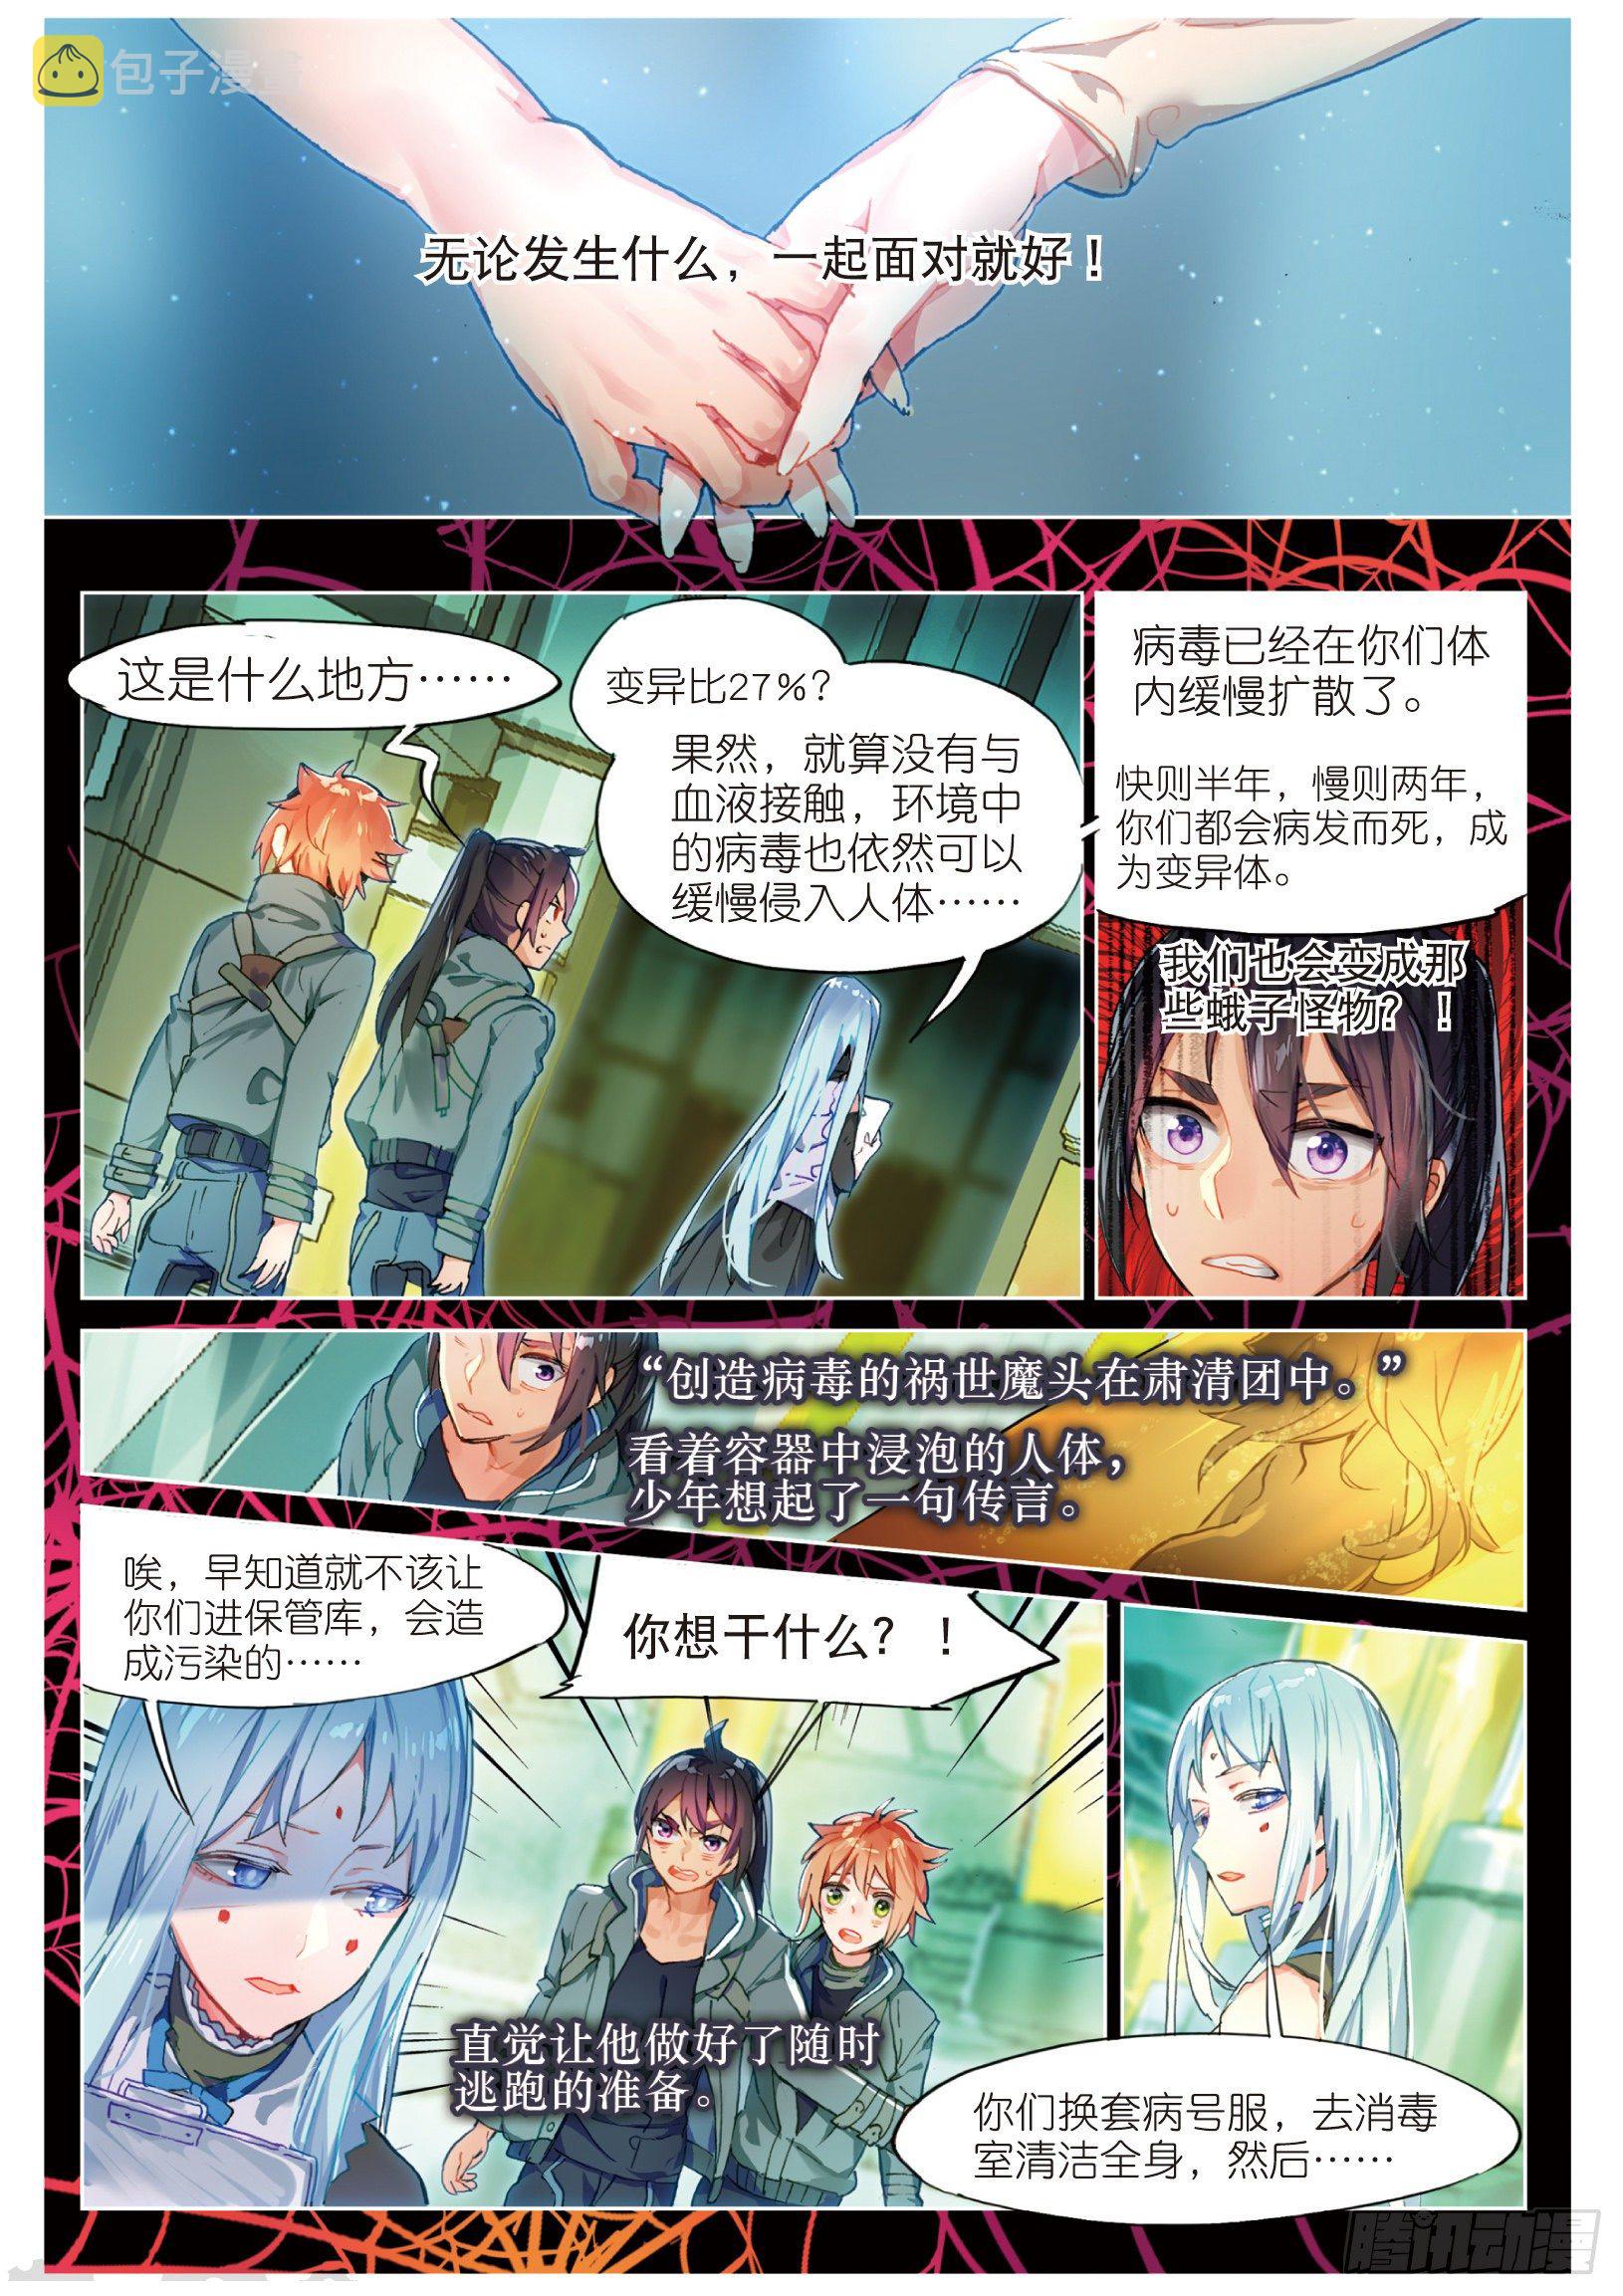 包子漫畫
无论发生什么，一起面对就好！
这是什么地方……
变异比27%？
果然，就算没有与
血液接触，环境中
的病毒也依然可以
缓慢侵入人体……
病毒已经在你们体
内缓慢扩散了。
快则半年，慢则两年，
你们都会病发而死，成
为变异体。
我们也会变成那
些蛾子怪物？！
“创造病毒的祸世魔头在肃清团中。”
看着容器中浸泡的人体，
少年想起了一句传言。
唉，早知道就不该让
你们进保管库，会造
成污染的……
你想干什么？！
直觉让他做好了随时
逃跑的准备。
你们换套病号服，去消毒
室清洁全身，然后……
腾讯动漫